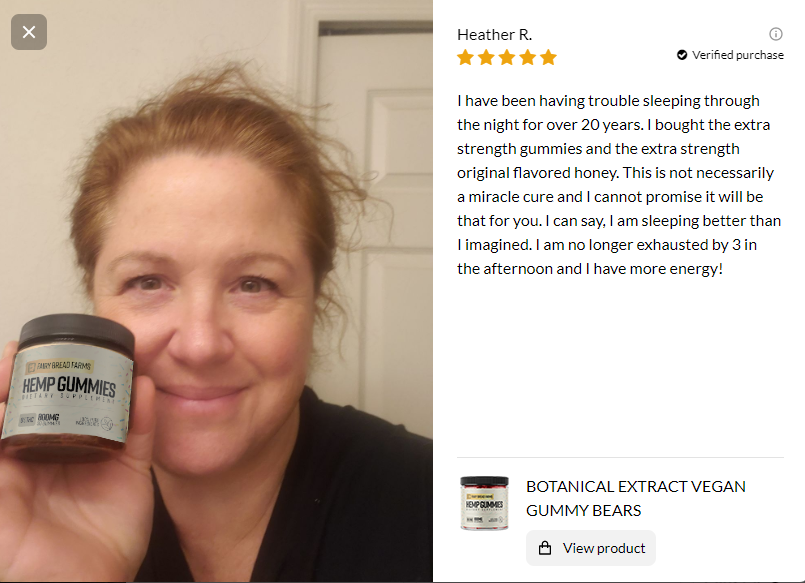 Heather R.
Verified purchase
I have been having trouble sleeping through
the night for over 20 years. I bought the extra
strength gummies and the extra strength
original flavored honey. This is not necessarily
a miracle cure and I cannot promise it will be
that for you. I can say, I am sleeping better than
I imagined. I am no longer exhausted by 3 in
the afternoon and I have more energy!
FAIRY BREAD FARMS
HEMP GUMMIES
DIETARY SUPPLEMENT
HEMP GUMMIES
BOTANICAL EXTRACT VEGAN
GUMMY BEARS
View product